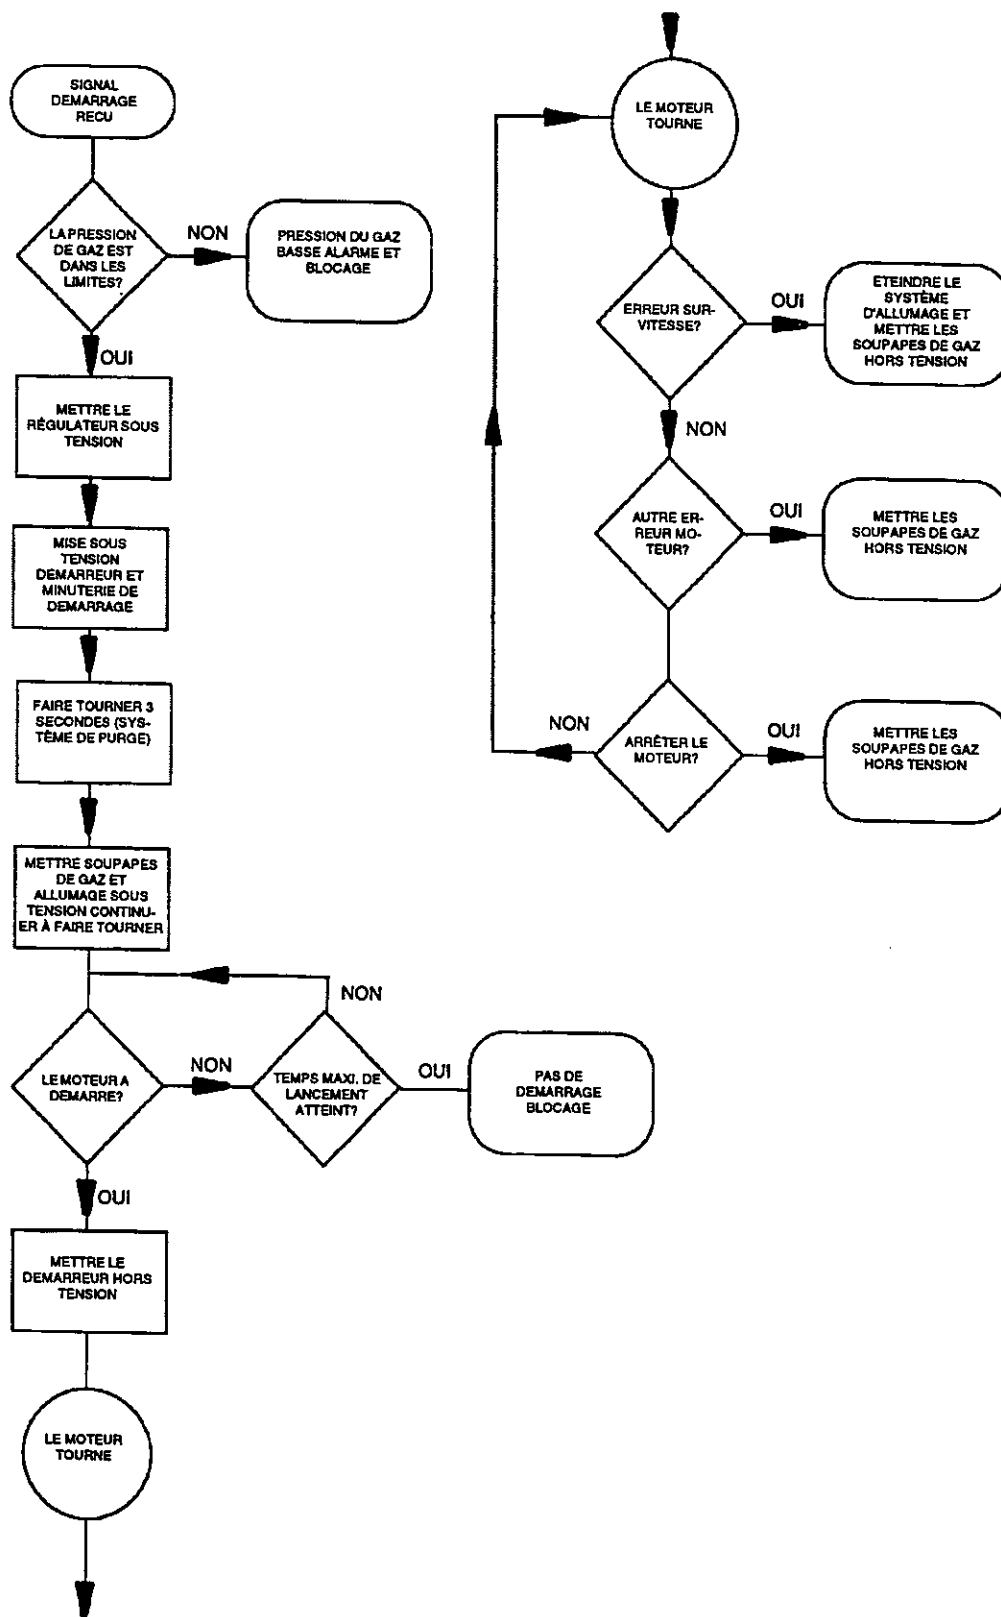 SIGNAL
DEMARRAGE
RECU
LA PRESSION
DE GAZ EST
DANS LES
LIMITES?
NON
PRESSION DU GAZ
BASSE ALARME ET
BLOCAGE
OUI
METTRE LE
RÉGULATEUR SOUS
TENSION
MISE SOUS
TENSION
DEMARREUR ET
MINUTERIE DE
DEMARRAGE
FAIRE TOURNER 3
SECONDES (SYS-
TÈME DE PURGE)
METTRE SOUPAPES
DE GAZ ET
ALLUMAGE SOUS
TENSION CONTINU-
ER À FAIRE TOURNER
NON
LE MOTEUR A
DEMARRE?
NON
TEMPS MAXI. DE
LANCEMENT
ATTEINT?
OUI
PAS DE
DEMARRAGE
BLOCAGE
OUI
METTRE LE
DEMARREUR HORS
TENSION
LE MOTEUR
TOURNE
LE MOTEUR
TOURNE
ERREUR SUR-
VITESSE?
OUI
ETEINDRE LE
SYSTÈME
D'ALLUMAGE ET
METTRE LES
SOUPAPES DE GAZ
HORS TENSION
NON
AUTRE ER-
REUR MO-
TEUR?
OUI
METTRE LES
SOUPAPES DE GAZ
HORS TENSION
NON
ARRÊTER LE
MOTEUR?
OUI
METTRE LES
SOUPAPES DE GAZ
HORS TENSION